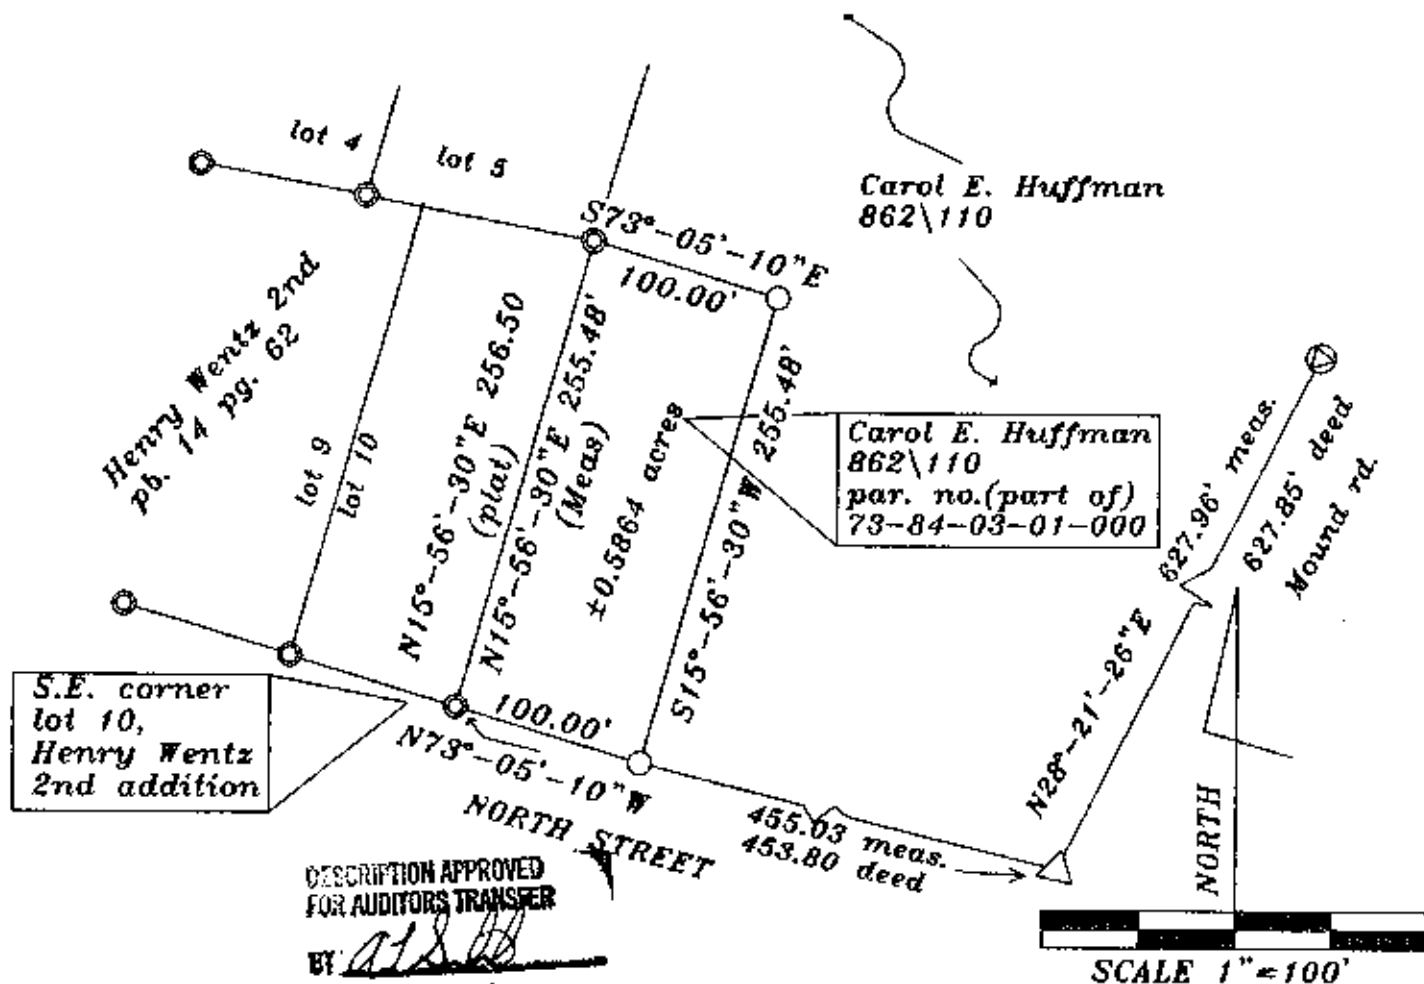 lot 4
lot 5
Carol E. Huffman
862\110
S73°-05'-10"E
100.00'
Henry Wentz 2nd
pb. 14 pg. 62
lot 9
lot 10
N15°-56'-30"E 256.50
(plat)
N15°-56'-30"E 255.48'
(Meas)
±0.5864 acres
S15°-56'-30"W 255.48'
Carol E. Huffman
862\110
par. no.(part of)
73-84-03-01-000
N28°-21'-26"E
627.96' meas.
627.85' deed
Mound rd.
S.E. corner
lot 10,
Henry Wentz
2nd addition
100.00'
N73°-05'-10"W
NORTH STREET
455.03 meas.
453.80 deed
NORTH
DESCRIPTION APPROVED
FOR AUDITORS TRANSFER
BY
SCALE 1"=100'